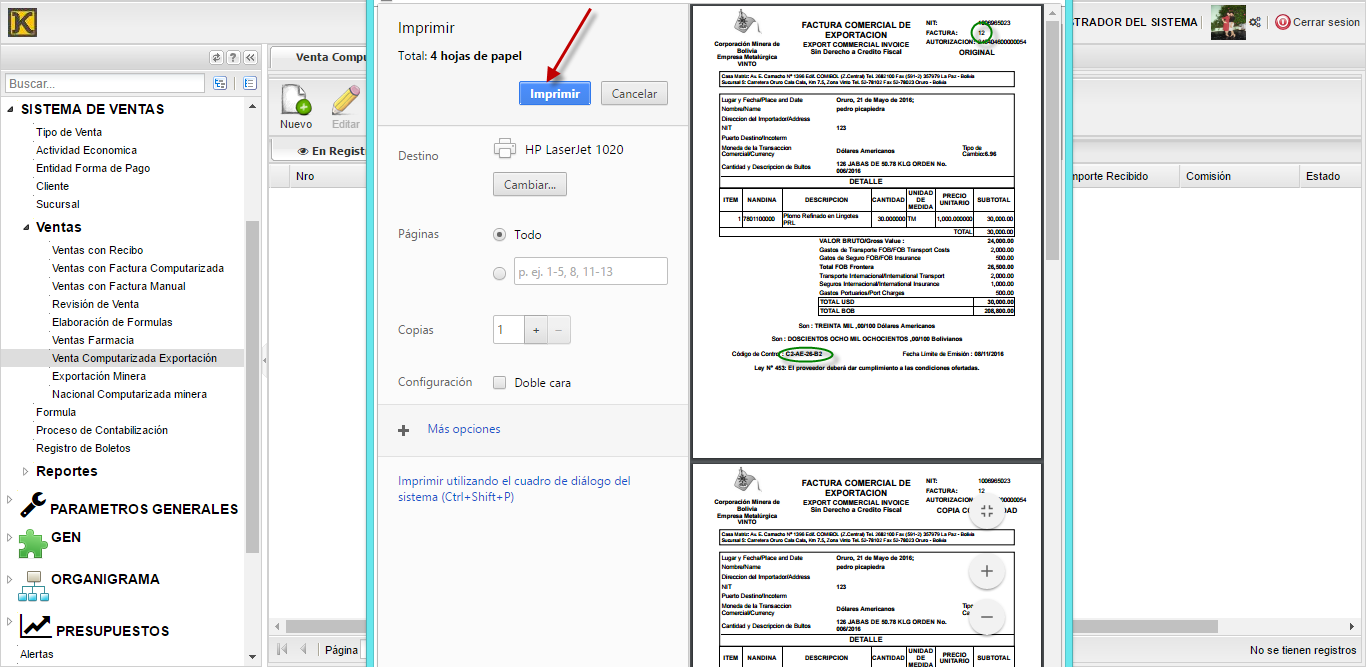 Buscar...
SISTEMA DE VENTAS
Tipo de Venta
Actividad Economica
Entidad Forma de Pago
Cliente
Sucursal
Ventas
Ventas con Recibo
Ventas con Factura Computarizada
Ventas con Factura Manual
Revisión de Venta
Elaboración de Formulas
Ventas Farmacia
Venta Computarizada Exportación
Exportación Minera
Nacional Computarizada minera
Formula
Proceso de Contabilización
Registro de Boletos
Reportes
PARAMETROS GENERALES
GEN
ORGANIGRAMA
PRESUPUESTOS
Alertas
Venta Compu
Nuevo
Editar
En Regist
Nro
Página
Imprimir
Total: 4 hojas de papel
Imprimir
Cancelar
Destino
HP LaserJet 1020
Cambiar...
Páginas
Todo
p. ej. 1-5, 8, 11-13
Copias
1
+
−
Configuración
Doble cara
Más opciones
Imprimir utilizando el cuadro de diálogo del
sistema (Ctrl+Shift+P)
Corporación Minera de
Bolivia
Empresa Metalúrgica
VINTO
FACTURA COMERCIAL DE
EXPORTACION
EXPORT COMMERCIAL INVOICE
Sin Derecho a Credito Fiscal
NIT: 1006965023
FACTURA: 12
AUTORIZACION:
ORIGINAL
Casa Matriz: Av. E. Camacho Nº 1396 Edif. COMIBOL (Z.Central) Tel. 2682100 Fax (591-2) 357979 La Paz - Bolivia
Sucursal 5: Carretera Oruro Cala Cala, Km 7.5, Zona Vinto Tel. 52-78102 Fax 52-78023 Oruro - Bolivia
Lugar y Fecha/Place and Date Oruro, 21 de Mayo de 2016;
Nombre/Name pedro picapiedra
Direccion del Importador/Address
NIT 123
Puerto Destino/Incoterm
Moneda de la Transaccion
Comercial/Currency Dólares Americanos Tipo de
Cambio:6.96
Cantidad y Descripcion de Bultos 126 JABAS DE 50.78 KLG ORDEN No.
006/2016
DETALLE
ITEM NANDINA DESCRIPCION CANTIDAD UNIDAD DE MEDIDA PRECIO UNITARIO SUBTOTAL
1 7801100000 Plomo Refinado en Lingotes PRL 30.000000 TM 1,000.000000 30,000.00
TOTAL 30,000.00
VALOR BRUTO/Gross Value : 24,000.00
Gastos de Transporte FOB/FOB Transport Costs 2,000.00
Gatos de Seguro FOB/FOB Insurance 500.00
Total FOB Frontera 26,500.00
Transporte Internacional/International Transport 2,000.00
Seguros Internacional/International Insurance 1,000.00
Gastos Portuarios/Port Charges 500.00
TOTAL USD 30,000.00
TOTAL BOB 208,800.00
Son : TREINTA MIL ,00/100 Dólares Americanos
Son : DOSCIENTOS OCHO MIL OCHOCIENTOS ,00/100 Bolivianos
Código de Contro : C2-AE-26-B2 Fecha Límite de Emisión : 08/11/2016
Ley Nº 453: El proveedor deberá dar cumplimiento a las condiciones ofertadas.
Corporación Minera de
Bolivia
Empresa Metalúrgica
VINTO
FACTURA COMERCIAL DE
EXPORTACION
EXPORT COMMERCIAL INVOICE
Sin Derecho a Credito Fiscal
NIT: 1006965023
FACTURA: 12
AUTORIZACION
COPIA CO DAD
Casa Matriz: Av. E. Camacho Nº 1396 Edif. COMIBOL (Z.Central) Tel. 2682100 Fax (591-2) 357979 La Paz - Bolivia
Sucursal 5: Carretera Oruro Cala Cala, Km 7.5, Zona Vinto Tel. 52-78102 Fax 52-78023 Oruro - Bolivia
Lugar y Fecha/Place and Date Oruro, 21 de Mayo de 2016;
Nombre/Name pedro picapiedra
Direccion del Importador/Address
NIT 123
Puerto Destino/Incoterm
Moneda de la Transaccion
Comercial/Currency Dólares Americanos Tipo
Ca
Cantidad y Descripcion de Bultos 126 JABAS DE 50.78 KLG ORDEN No.
006/2016
DETALLE
ITEM NANDINA DESCRIPCION CANTIDAD UNIDAD DE MEDIDA PRECIO UNITARIO SUBTOTAL
STRADOR DEL SISTEMA
Cerrar sesion
mporte Recibido
Comisión
Estado
No se tienen registros